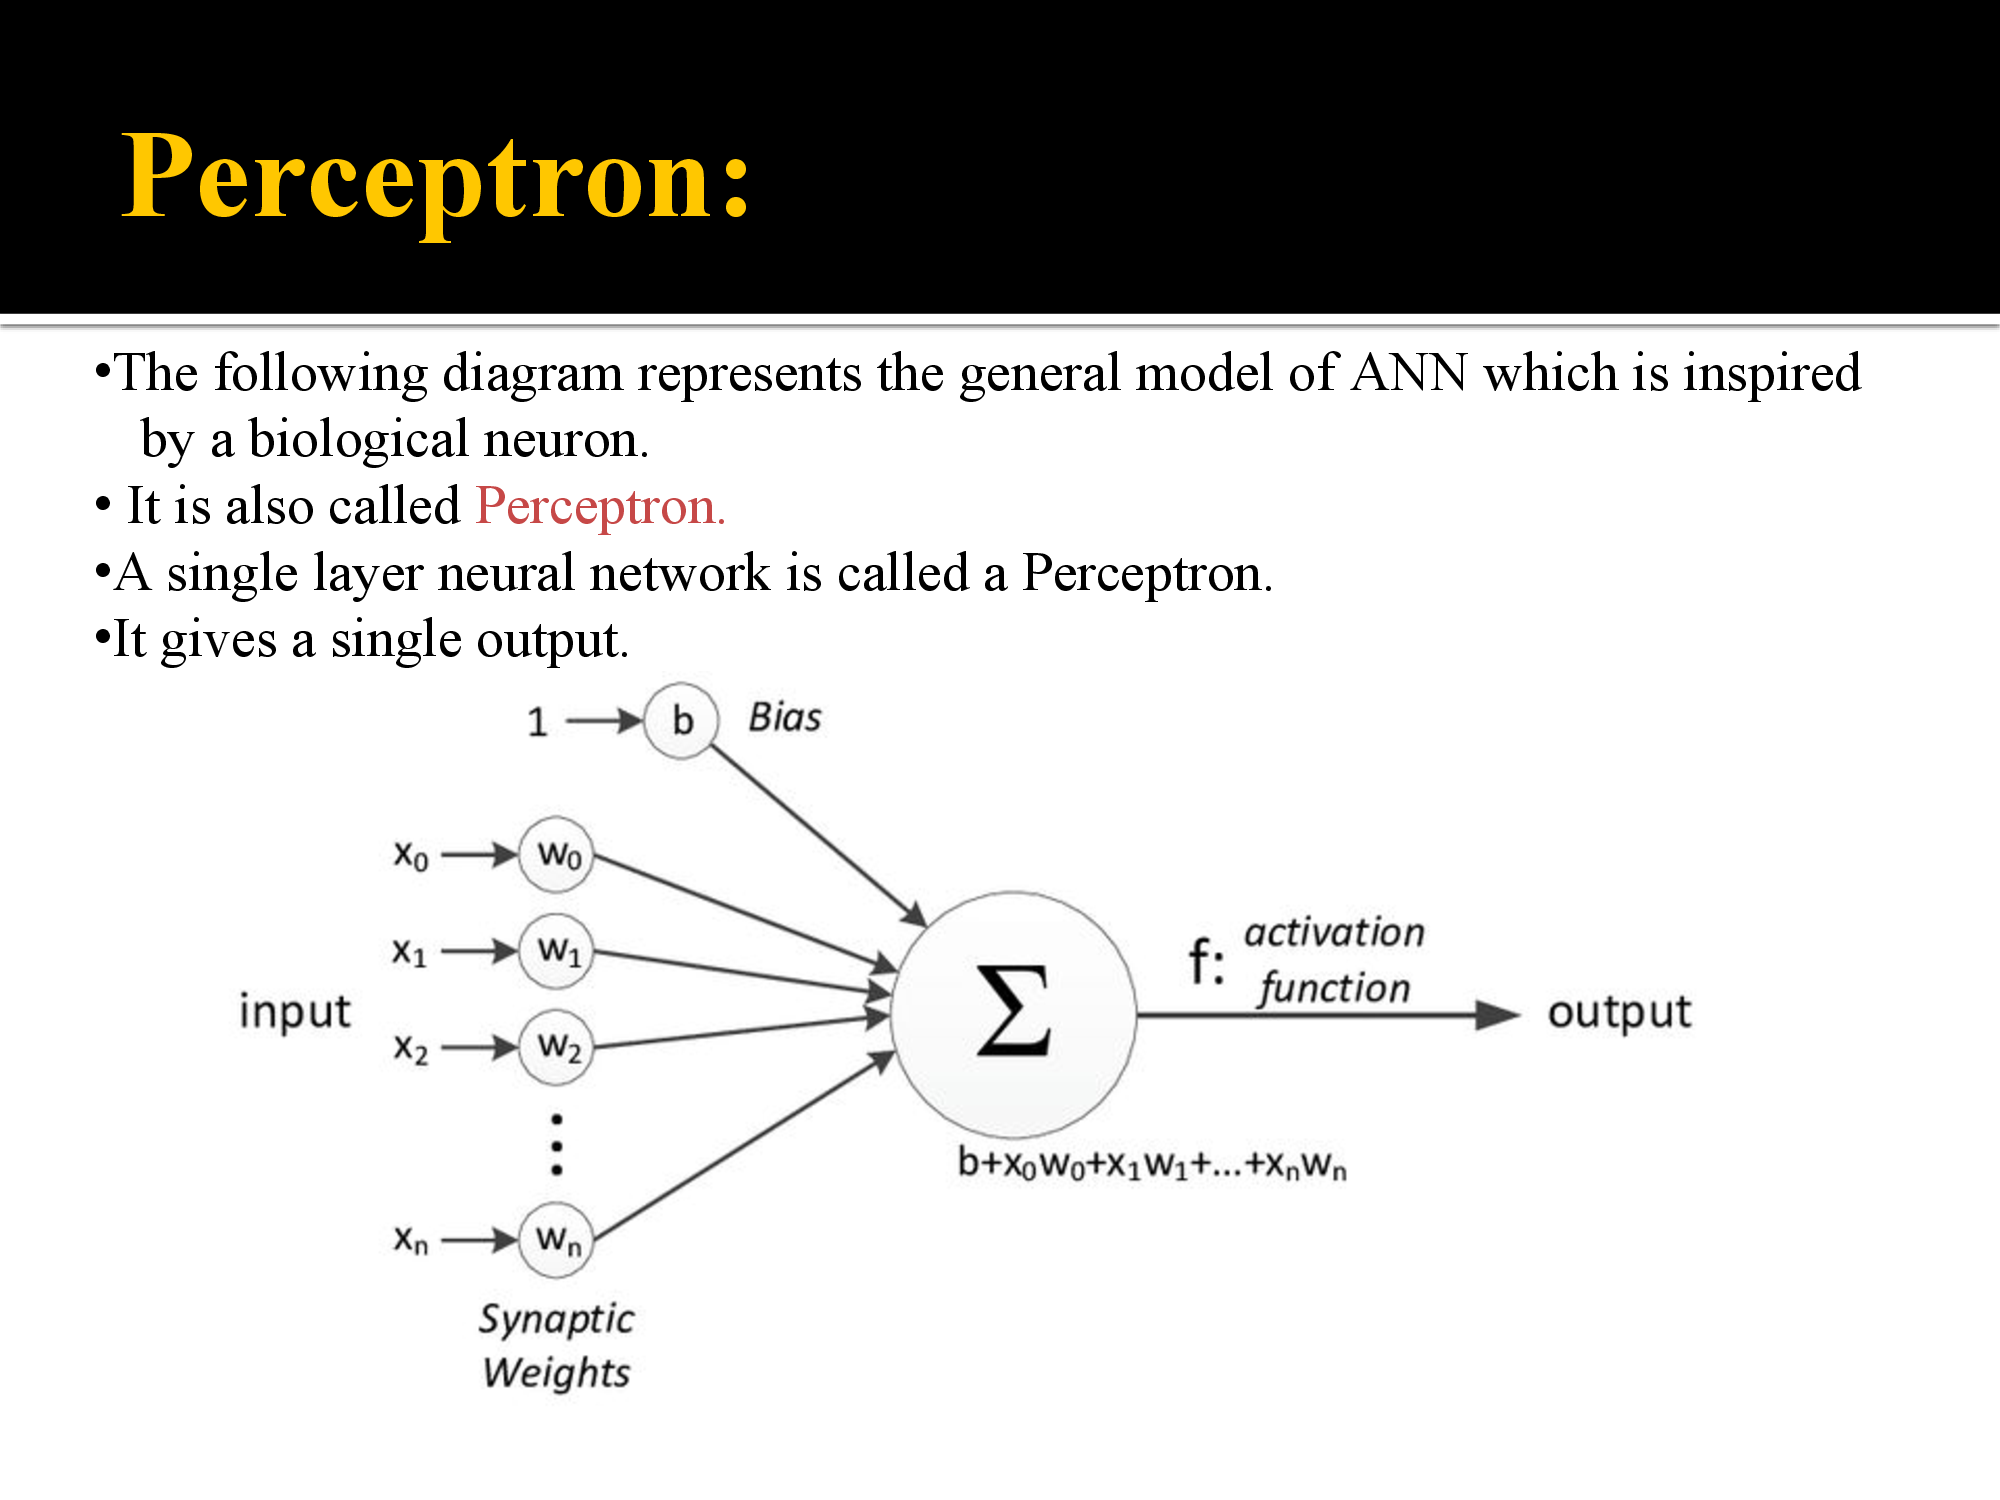 Perceptron:
•The following diagram represents the general model of ANN which is inspired
by a biological neuron.
• It is also called Perceptron.
•A single layer neural network is called a Perceptron.
•It gives a single output.
1 b Bias
x₀ w₀
x₁ w₁
input
x₂ w₂
⋮
xₙ wₙ
Synaptic
Weights
Σ
b+x₀w₀+x₁w₁+...+xₙwₙ
f: activation
function
output